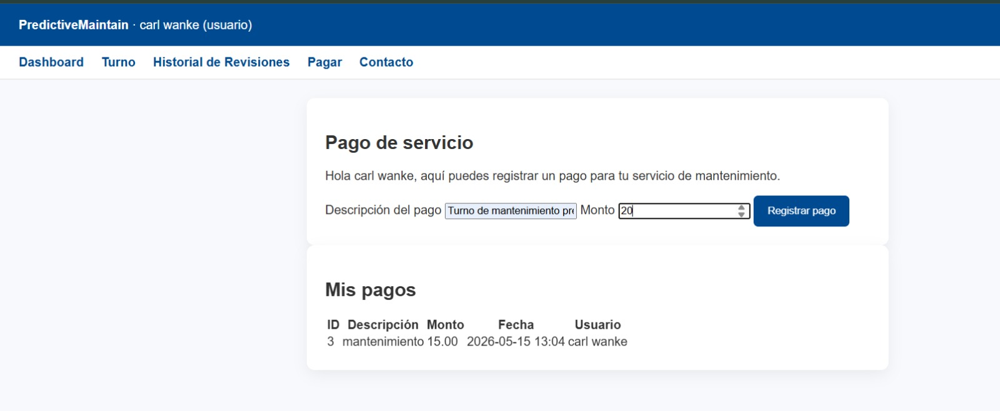 PredictiveMaintain · carl wanke (usuario)
Dashboard Turno Historial de Revisiones Pagar Contacto
Pago de servicio
Hola carl wanke, aquí puedes registrar un pago para tu servicio de mantenimiento.
Descripción del pago Turno de mantenimiento pre Monto 20 Registrar pago
Mis pagos
ID Descripción Monto Fecha Usuario
3 mantenimiento 15.00 2026-05-15 13:04 carl wanke